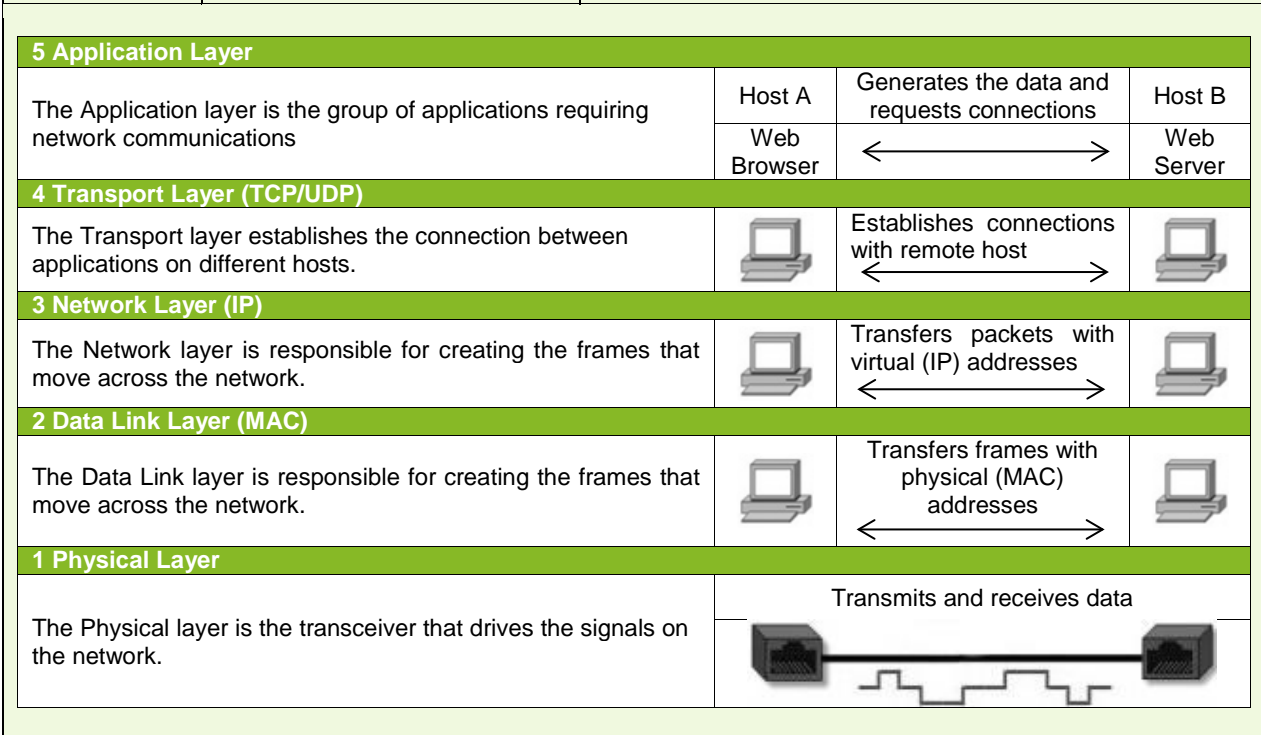 5 Application Layer
The Application layer is the group of applications requiring
network communications
Host A
Generates the data and
requests connections
Host B
Web
Browser
Web
Server
4 Transport Layer (TCP/UDP)
The Transport layer establishes the connection between
applications on different hosts.
Establishes connections
with remote host
3 Network Layer (IP)
The Network layer is responsible for creating the frames that
move across the network.
Transfers packets with
virtual (IP) addresses
2 Data Link Layer (MAC)
The Data Link layer is responsible for creating the frames that
move across the network.
Transfers frames with
physical (MAC)
addresses
1 Physical Layer
The Physical layer is the transceiver that drives the signals on
the network.
Transmits and receives data